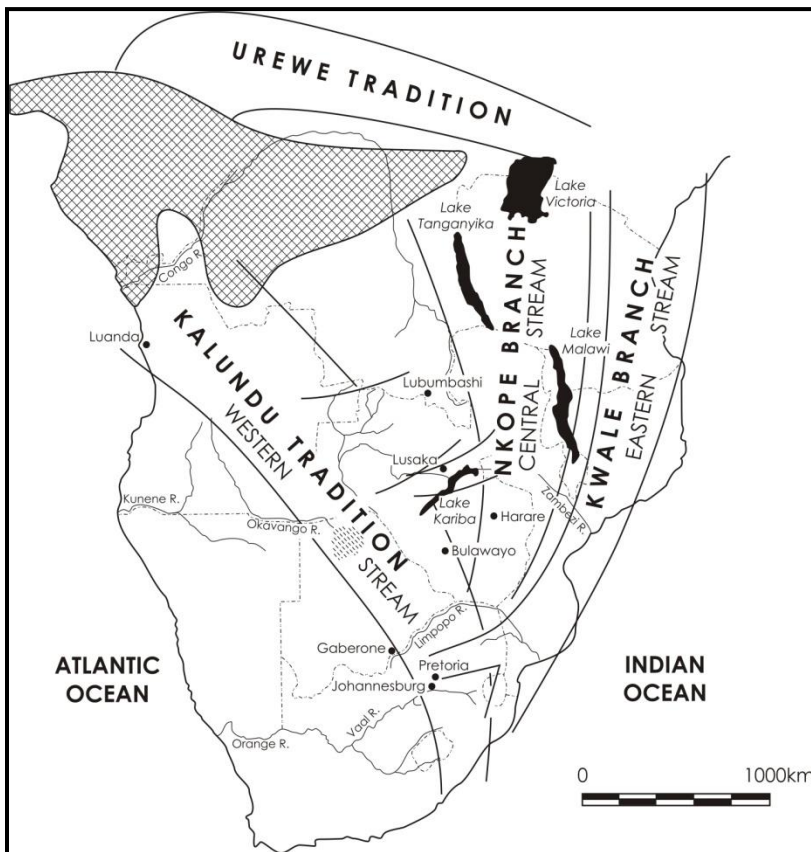 UREWE TRADITION
Lake
Victoria
Lake
Tanganyika
Congo R.
Luanda
KALUNDU TRADITION
WESTERN
STREAM
NKOPE BRANCH
CENTRAL STREAM
KWALE BRANCH
EASTERN STREAM
Lake
Malawi
Lubumbashi
Lusaka
Lake
Kariba
Zambezi R.
Harare
Kunene R.
Okavango R.
Bulawayo
Limpopo R.
Gaberone
Pretoria
Johannesburg
ATLANTIC
OCEAN
INDIAN
OCEAN
Vaal R.
Orange R.
0 1000km